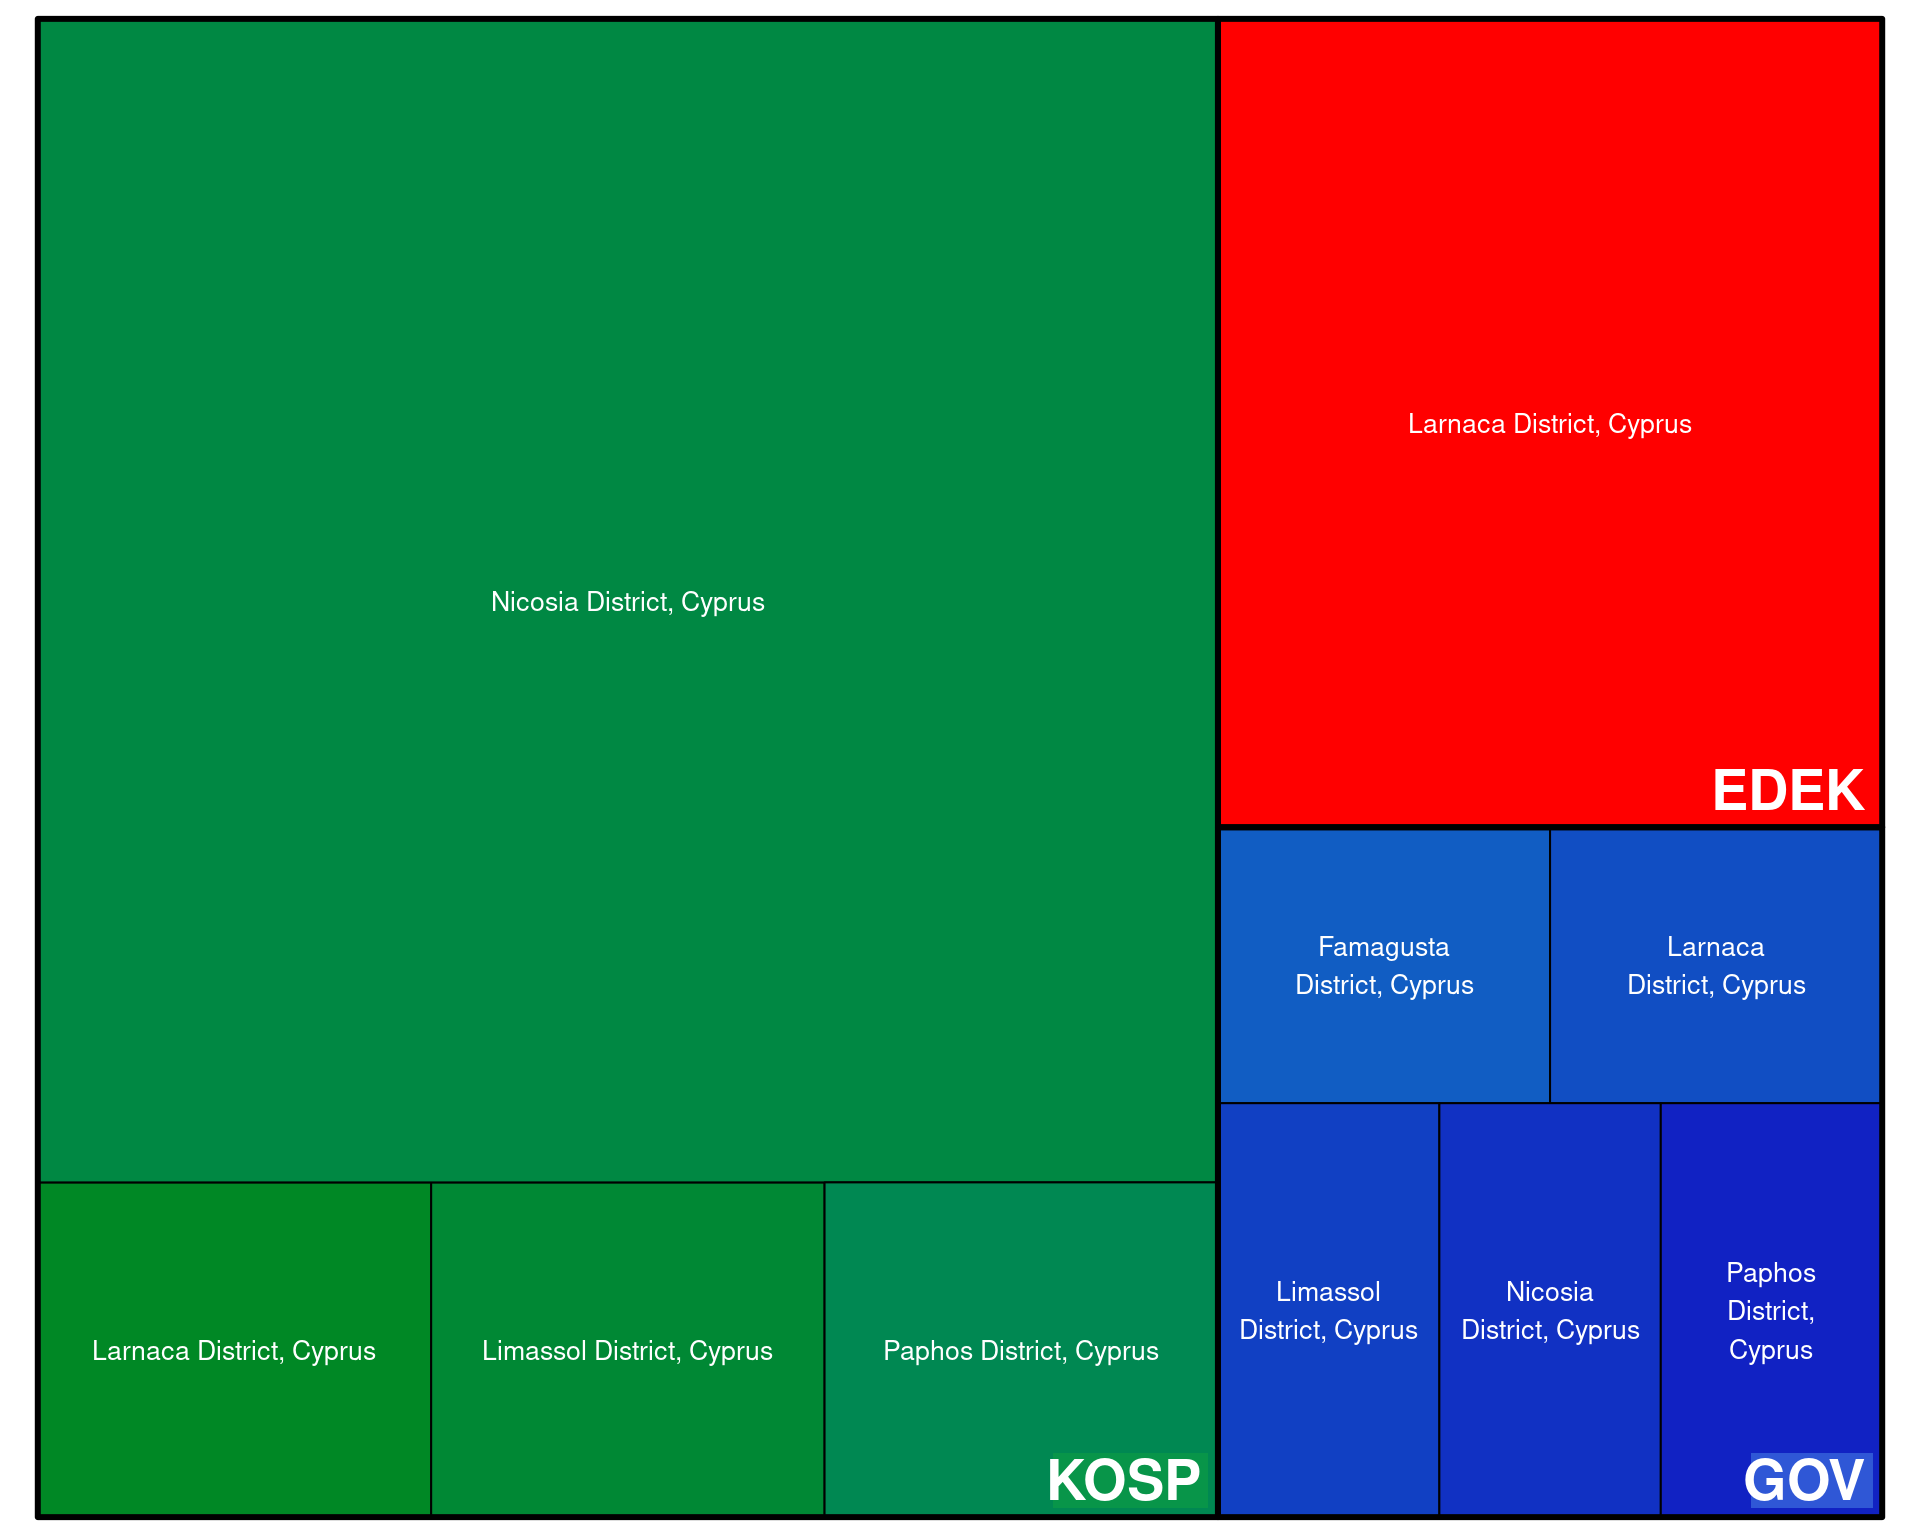 Nicosia District, Cyprus
Larnaca District, Cyprus
Limassol District, Cyprus
Paphos District, Cyprus
KOSP
Larnaca District, Cyprus
EDEK
Famagusta
District, Cyprus
Larnaca
District, Cyprus
Limassol
District, Cyprus
Nicosia
District, Cyprus
Paphos
District,
Cyprus
GOV